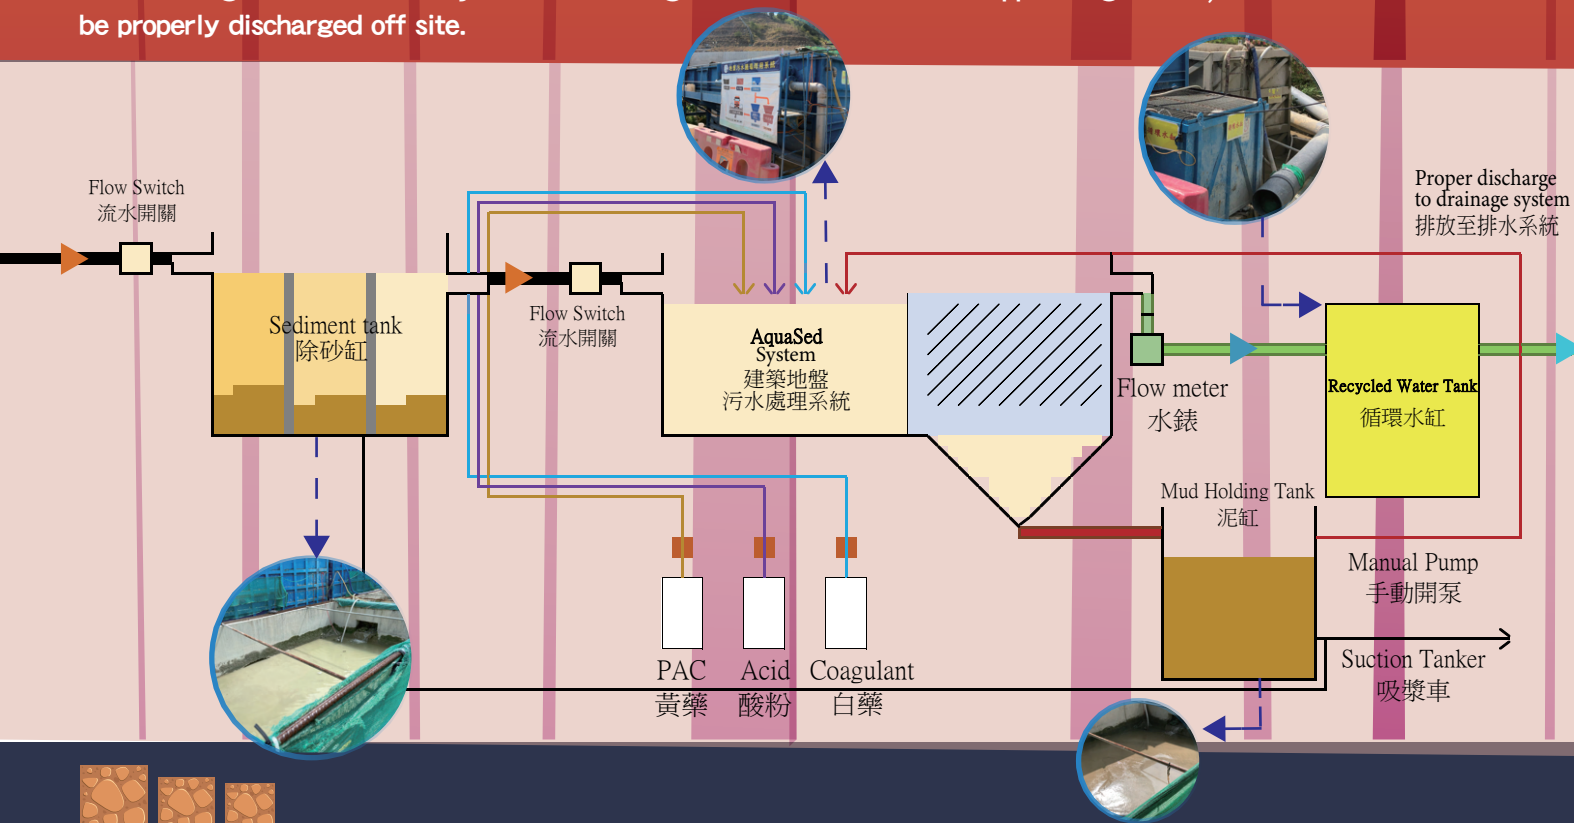 be properly discharged off site.
Flow Switch
流水開關
Proper discharge
to drainage system
排放至排水系統
Sediment tank
除砂缸
Flow Switch
流水開關
AquaSed
System
建築地盤
污水處理系統
Flow meter
水錶
Recycled Water Tank
循環水缸
Mud Holding Tank
泥缸
Manual Pump
手動開泵
Suction Tanker
吸漿車
PAC
黃藥
Acid
酸粉
Coagulant
白藥